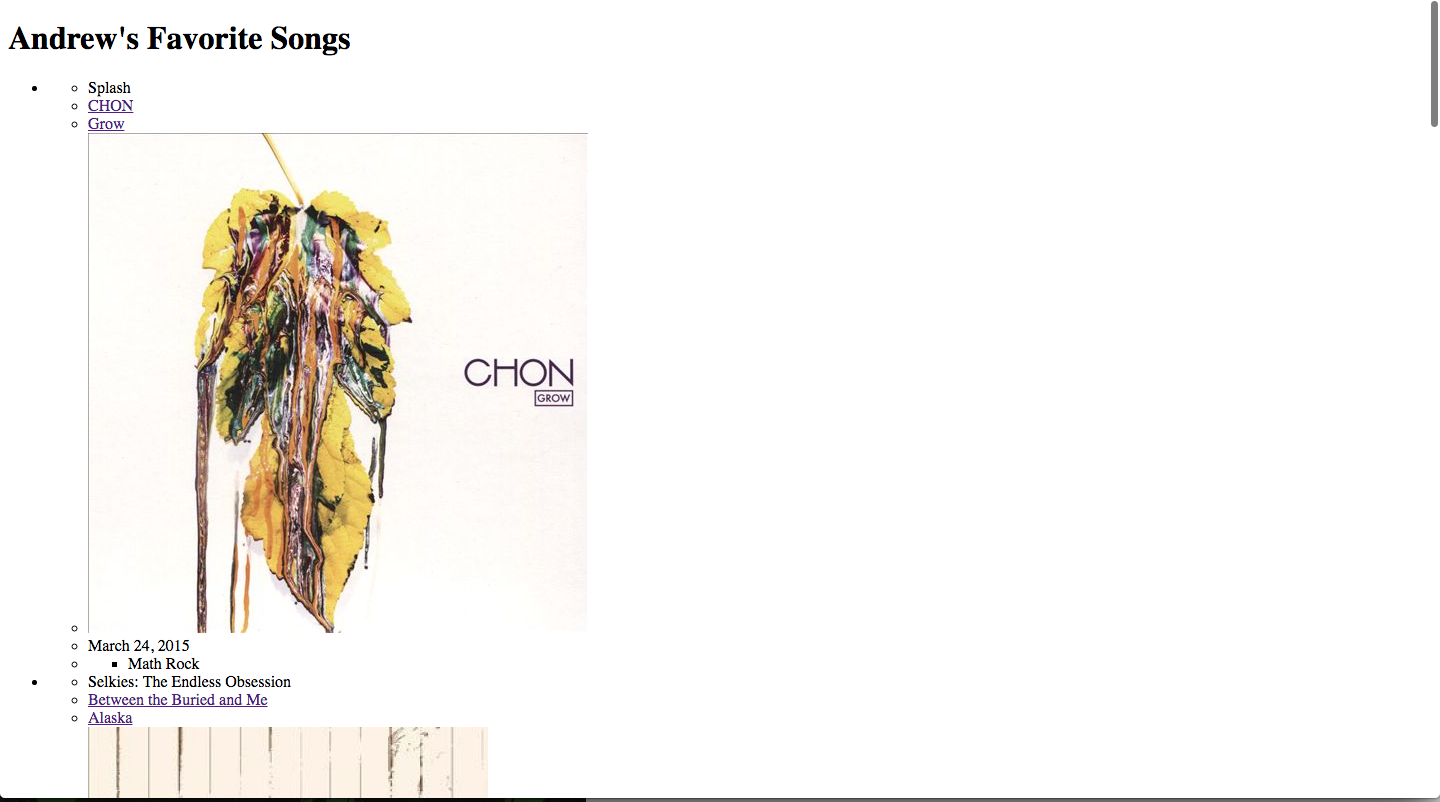 Andrew's Favorite Songs
Splash
CHON
Grow
CHON
GROW
March 24, 2015
Math Rock
Selkies: The Endless Obsession
Between the Buried and Me
Alaska